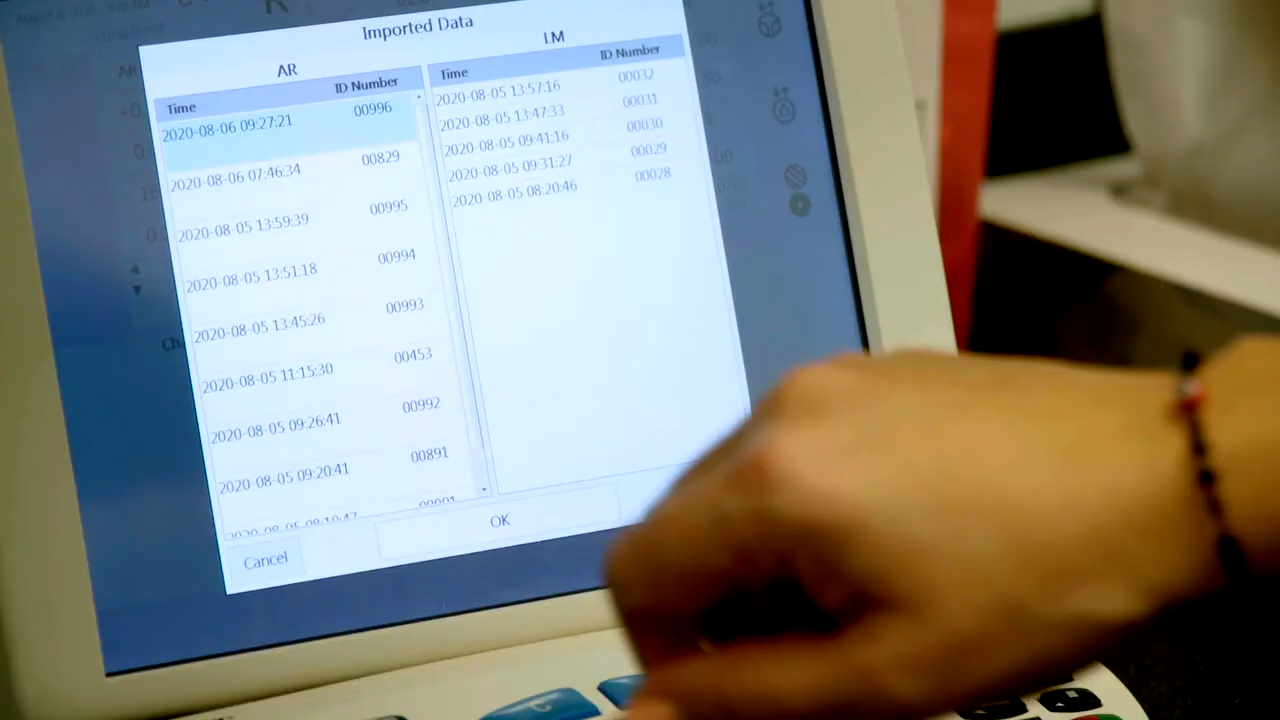 Imported Data
AR
Time ID Number
2020-08-06 09:27:21 00996
2020-08-06 07:46:34 00829
2020-08-05 13:59:39 00995
2020-08-05 13:51:18 00994
2020-08-05 13:45:26 00993
2020-08-05 11:15:30 00453
2020-08-05 09:26:41 00992
2020-08-05 09:20:41 00891
LM
Time ID Number
2020-08-05 13:57:16 00032
2020-08-05 13:47:33 00031
2020-08-05 09:41:16 00030
2020-08-05 09:31:27 00029
2020-08-05 08:20:46 00028
Cancel
OK